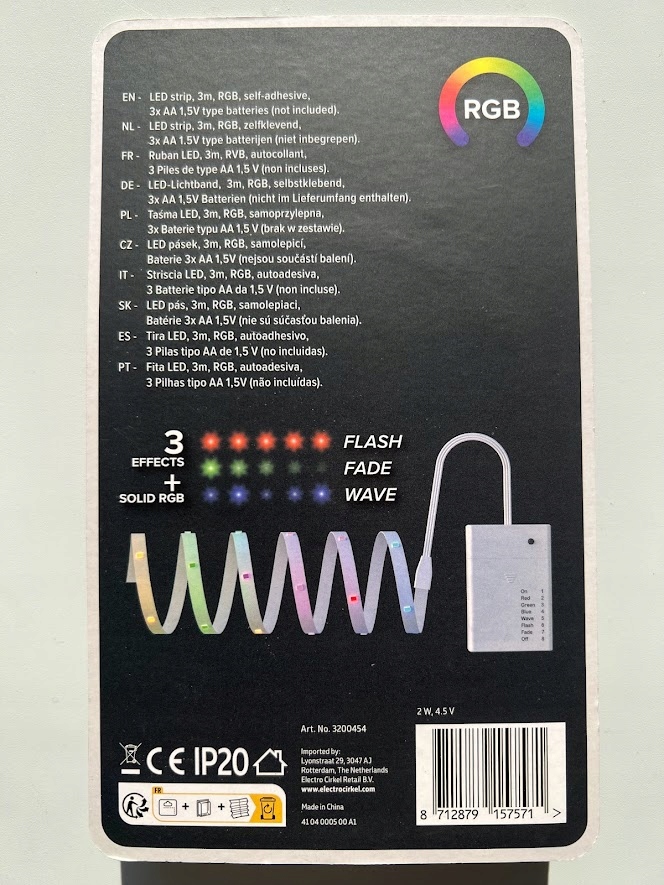 RGB
EN - LED strip, 3m, RGB, self-adhesive,
3x AA 1,5V type batteries (not included).
NL - LED strip, 3m, RGB, zelfklevend,
3x AA 1.5V type batterijen (niet inbegrepen).
FR - Ruban LED, 3m, RVB, autocollant,
3 Piles de type AA 1,5 V (non incluses).
DE - LED-Lichtband, 3m, RGB, selbstklebend,
3x AA 1,5V Batterien (nicht im Lieferumfang enthalten).
PL - Taśma LED, 3m, RGB, samoprzylepna,
3x Baterie typu AA 1,5 V (brak w zestawie).
CZ - LED pásek, 3m, RGB, samolepicí,
Baterie 3x AA 1,5V (nejsou součástí balení).
IT - Striscia LED, 3m, RGB, autoadesiva,
3 Batterie tipo AA da 1,5 V (non incluse).
SK - LED pás, 3m, RGB, samolepiaci,
Batérie 3x AA 1,5V (nie sú súčasťou balenia).
ES - Tira LED, 3m, RGB, autoadhesivo,
3 Pilas tipo AA de 1,5 V (no incluidas).
PT - Fita LED, 3m, RGB, autoadesiva,
3 Pilhas tipo AA 1,5V (não incluídas).
3 EFFECTS
+
SOLID RGB
FLASH
FADE
WAVE
On 1
Red 2
Green 3
Blue 4
Wave 5
Flash 6
Fade 7
Off 8
2 W, 4.5 V
CE IP20
Art. No. 3200454
Imported by:
Lyonstraat 29, 3047 AJ
Rotterdam, The Netherlands
Electro Cirkel Retail B.V.
www.electrocirkel.com
Made in China
41 04 0005 00 A1
FR
+ +
8 712879 157571 >